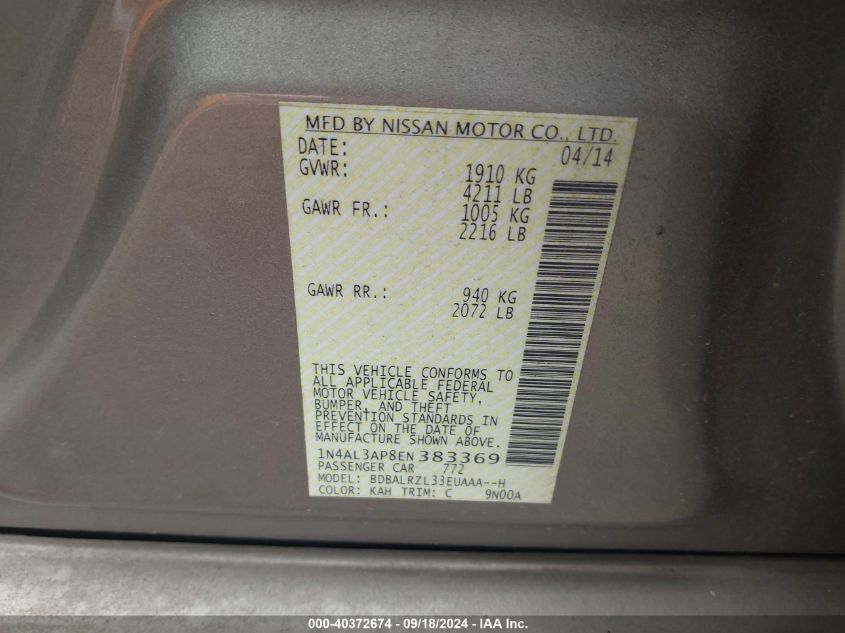 MFD BY NISSAN MOTOR CO., LTD.
DATE: 04/14
GVWR: 1910 KG
4211 LB
GAWR FR.: 1005 KG
2216 LB
GAWR RR.: 940 KG
2072 LB
THIS VEHICLE CONFORMS TO
ALL APPLICABLE FEDERAL
MOTOR VEHICLE SAFETY,
BUMPER, AND THEFT
PREVENTION STANDARDS IN
EFFECT ON THE DATE OF
MANUFACTURE SHOWN ABOVE.
1N4AL3AP8EN 383369
PASSENGER CAR 772
MODEL: BDBALRZL33EUAAA--H
COLOR: KAH TRIM: C 9N00A
000-40372674 / 09/18/2024 - IAA Inc.